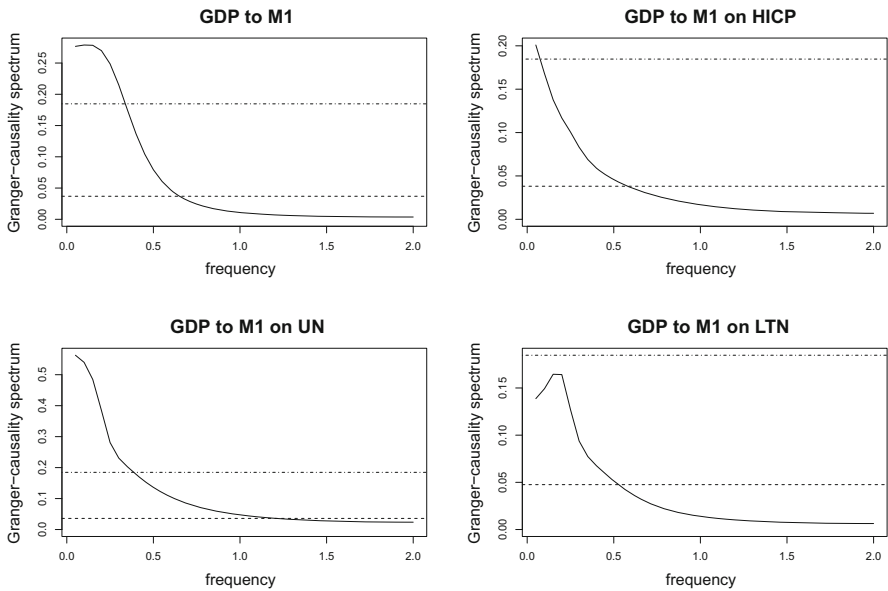 GDP to M1
Granger−causality spectrum
0.00 0.05 0.10 0.15 0.20 0.25
0.0 0.5 1.0 1.5 2.0
frequency
GDP to M1 on HICP
Granger−causality spectrum
0.00 0.05 0.10 0.15 0.20
0.0 0.5 1.0 1.5 2.0
frequency
GDP to M1 on UN
Granger−causality spectrum
0.0 0.1 0.2 0.3 0.4 0.5
0.0 0.5 1.0 1.5 2.0
frequency
GDP to M1 on LTN
Granger−causality spectrum
0.00 0.05 0.10 0.15
0.0 0.5 1.0 1.5 2.0
frequency